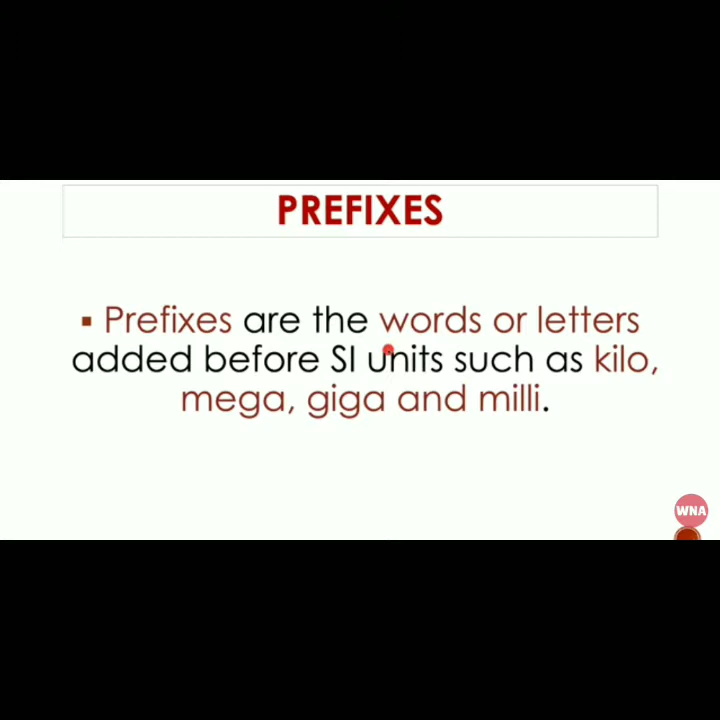 PREFIXES
▪ Prefixes are the words or letters
added before SI units such as kilo,
mega, giga and milli.
WNA